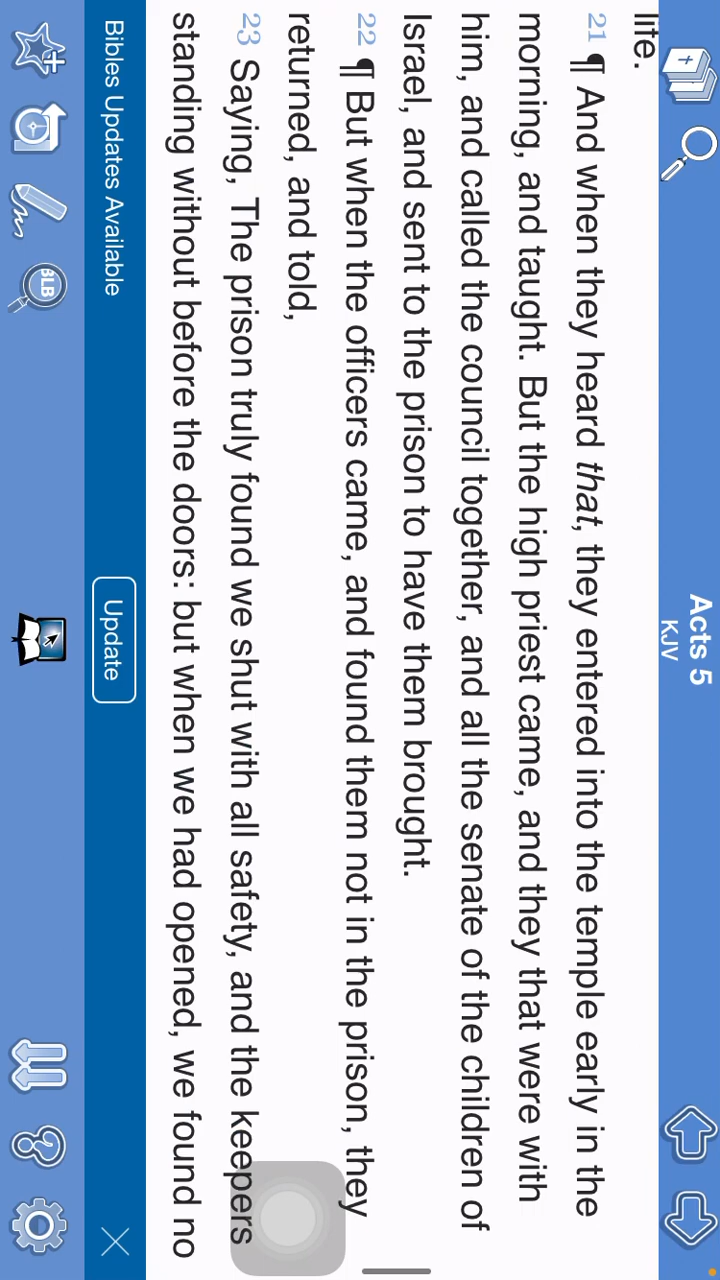 Acts 5
KJV
life.
21 ¶ And when they heard that, they entered into the temple early in the
morning, and taught. But the high priest came, and they that were with
him, and called the council together, and all the senate of the children of
Israel, and sent to the prison to have them brought.
22 ¶ But when the officers came, and found them not in the prison, they
returned, and told,
23 Saying, The prison truly found we shut with all safety, and the keepers
standing without before the doors: but when we had opened, we found no
Bibles Updates Available
Update
BLB